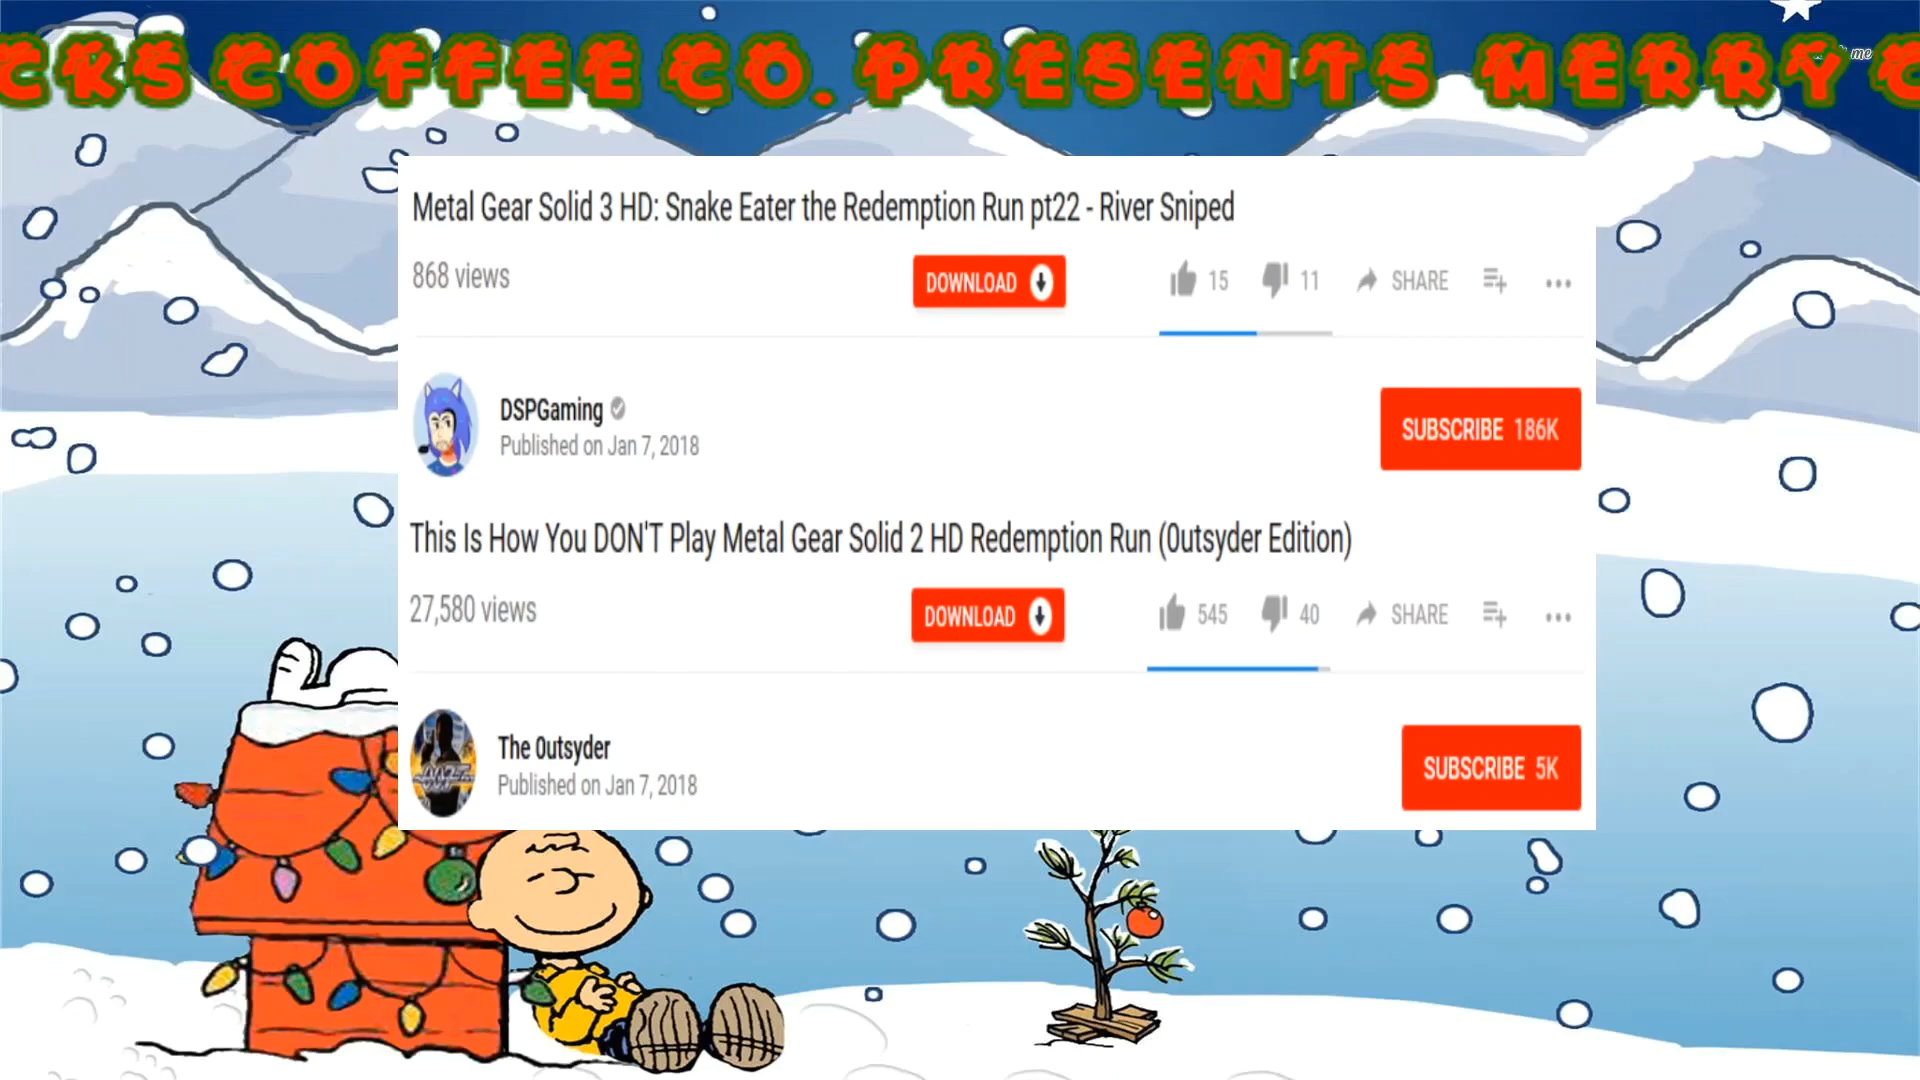 CKS COFFEE CO. PRESENTS MERRY C
me
Metal Gear Solid 3 HD: Snake Eater the Redemption Run pt22 - River Sniped
868 views
DOWNLOAD
15
11
SHARE
DSPGaming
Published on Jan 7, 2018
SUBSCRIBE 186K
This Is How You DON'T Play Metal Gear Solid 2 HD Redemption Run (0utsyder Edition)
27,580 views
DOWNLOAD
545
40
SHARE
The 0utsyder
Published on Jan 7, 2018
SUBSCRIBE 5K